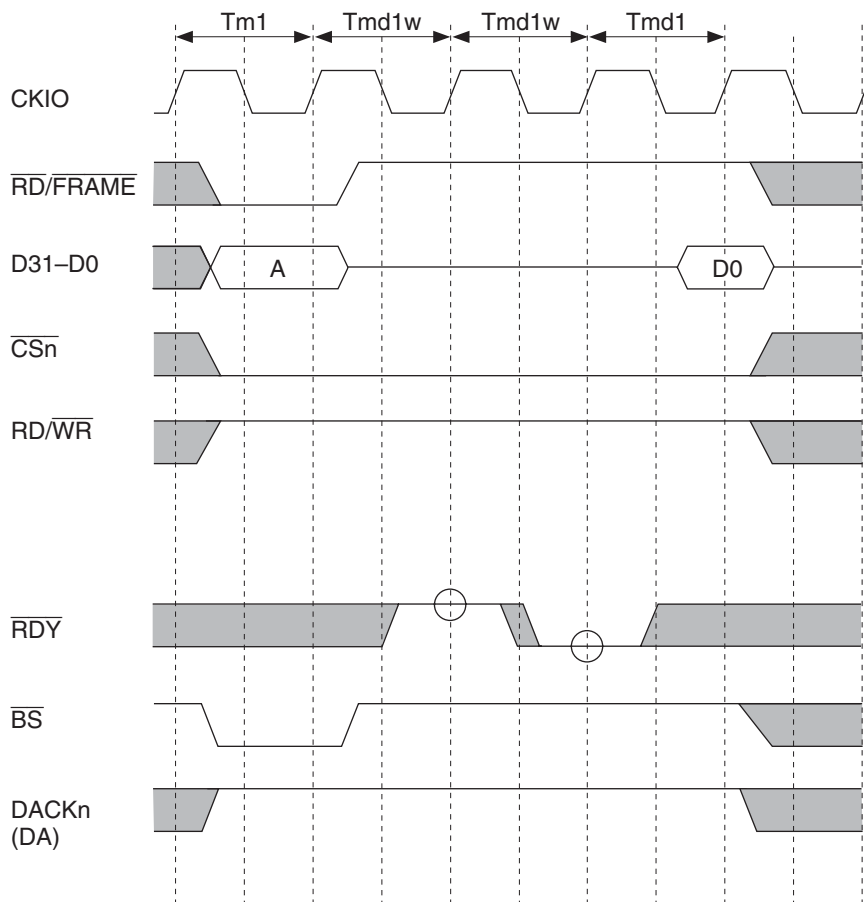 Tm1 Tmd1w Tmd1w Tmd1
CKIO
RD/FRAME
D31–D0
A
D0
CSn
RD/WR
RDY
BS
DACKn
(DA)